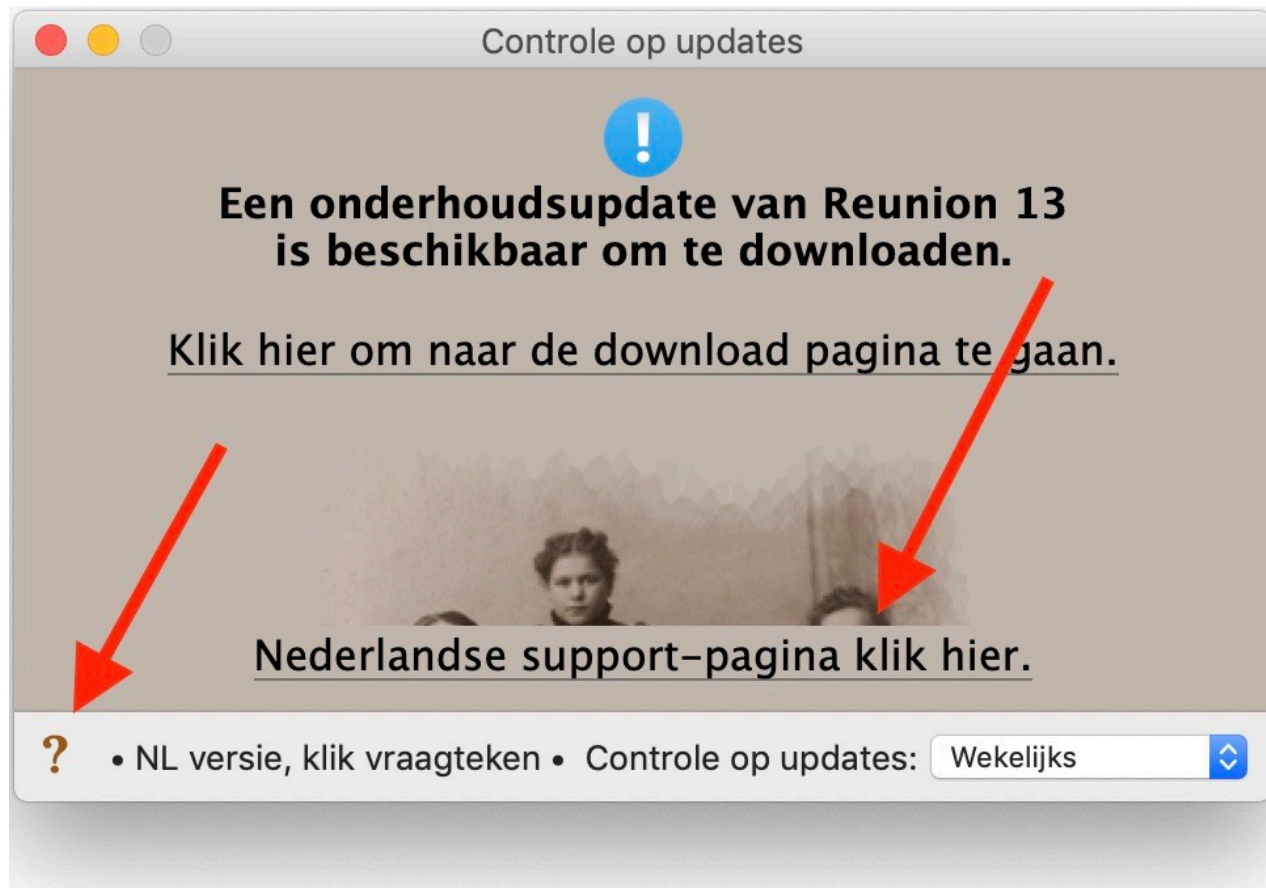 Controle op updates
Een onderhoudsupdate van Reunion 13
is beschikbaar om te downloaden.
Klik hier om naar de download pagina te gaan.
Nederlandse support-pagina klik hier.
? • NL versie, klik vraagteken • Controle op updates: Wekelijks